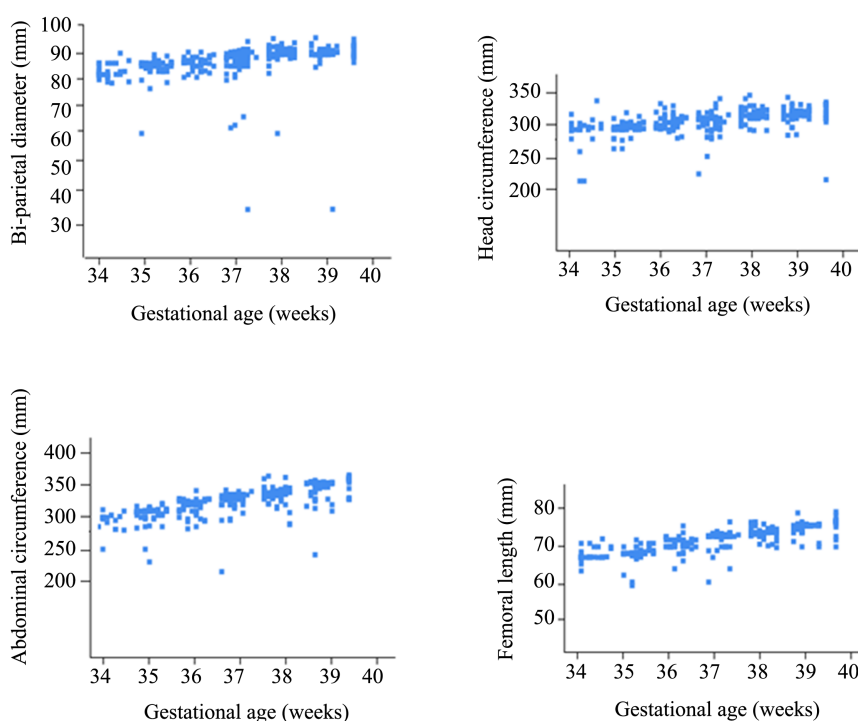 Bi-parietal diameter (mm)
100
90
80
70
60
50
40
30
34 35 36 37 38 39 40
Gestational age (weeks)
Head circumference (mm)
350
300
250
200
34 35 36 37 38 39 40
Gestational age (weeks)
Abdominal circumference (mm)
400
350
300
250
200
34 35 36 37 38 39 40
Gestational age (weeks)
Femoral length (mm)
80
70
60
50
34 35 36 37 38 39 40
Gestational age (weeks)